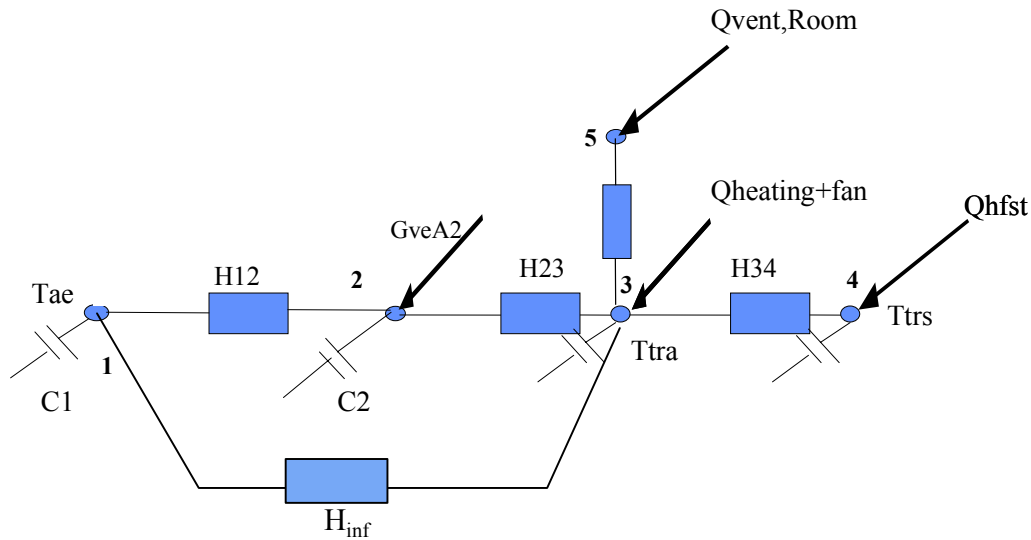 Qvent,Room
5
Qheating+fan
Qhfst
GveA2
H12
2
H23
3
H34
4
Tae
Ttrs
Ttra
1
C1
C2
Hinf